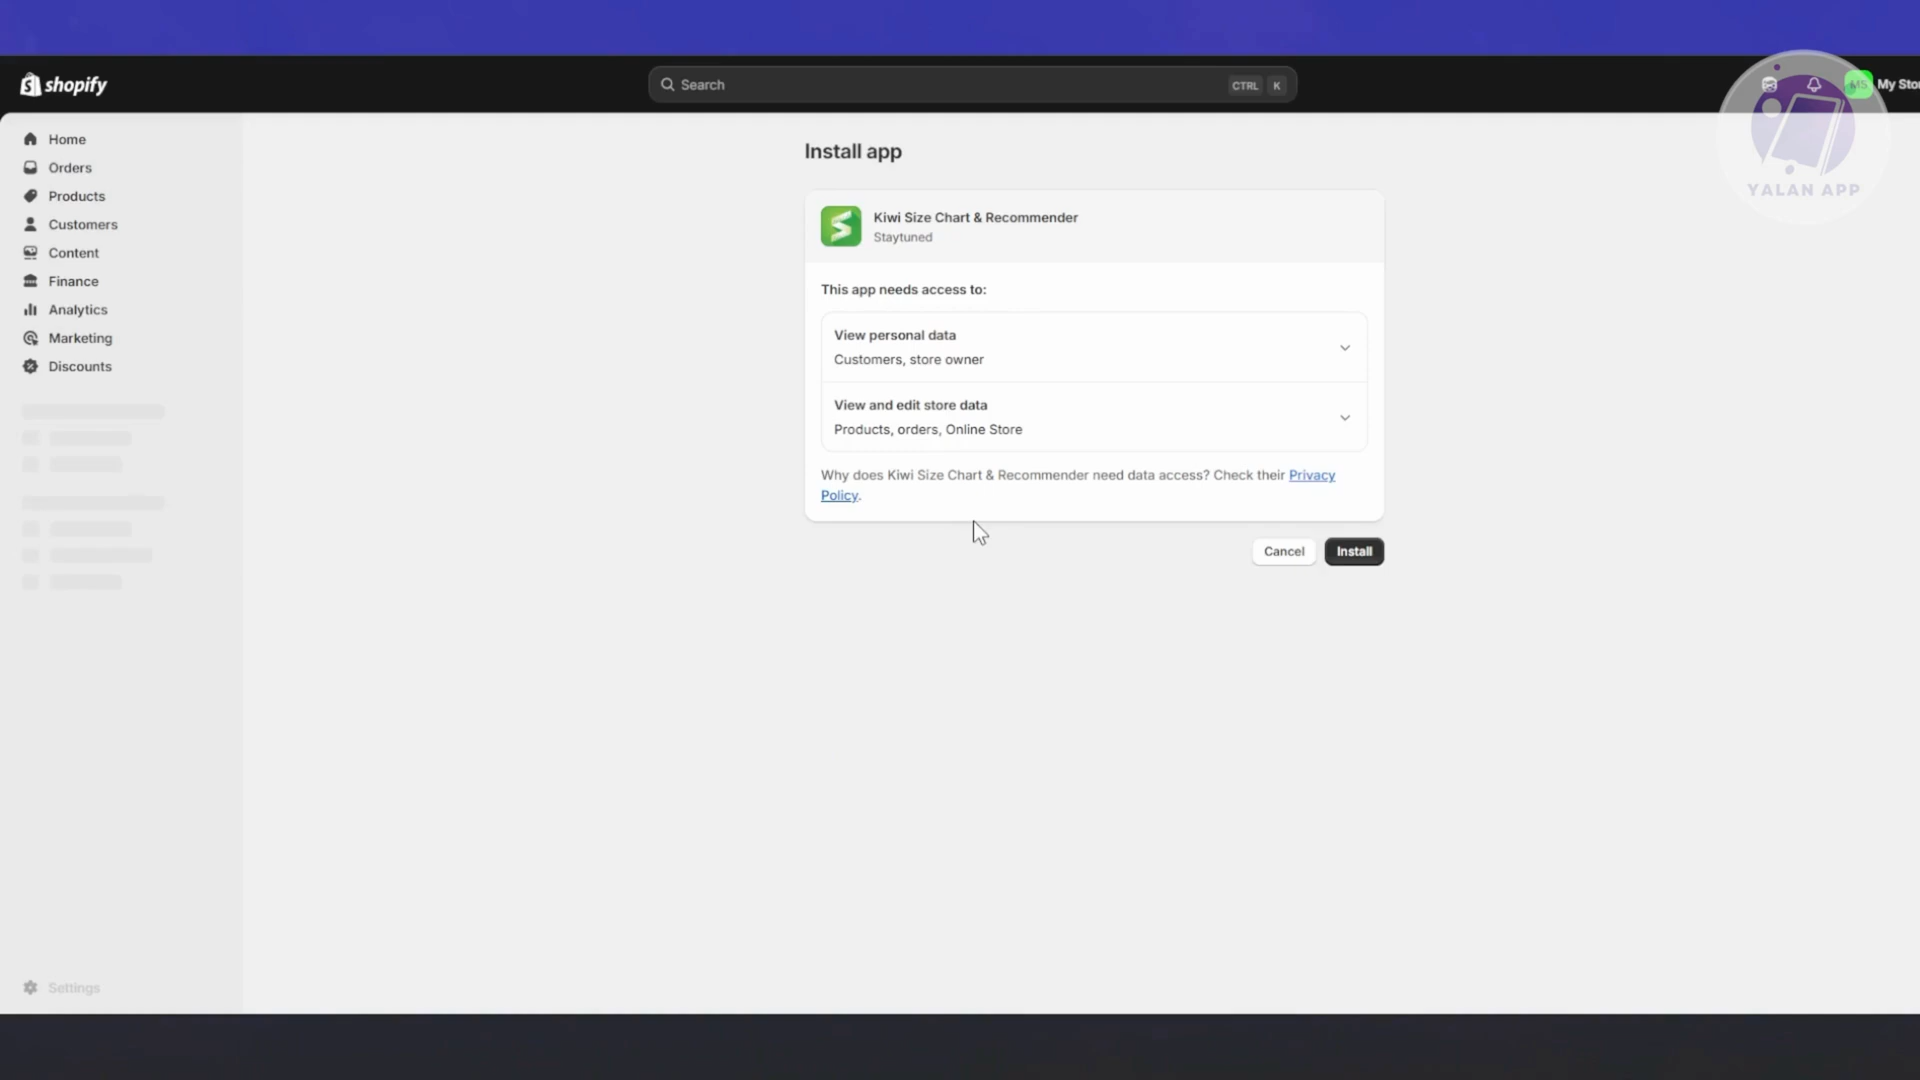 shopify
Search
CTRL K
MS
My Stor
YALAN APP
Home
Orders
Products
Customers
Content
Finance
Analytics
Marketing
Discounts
Settings
Install app
Kiwi Size Chart & Recommender
Staytuned
This app needs access to:
View personal data
Customers, store owner
View and edit store data
Products, orders, Online Store
Why does Kiwi Size Chart & Recommender need data access? Check their Privacy
Policy.
Cancel
Install